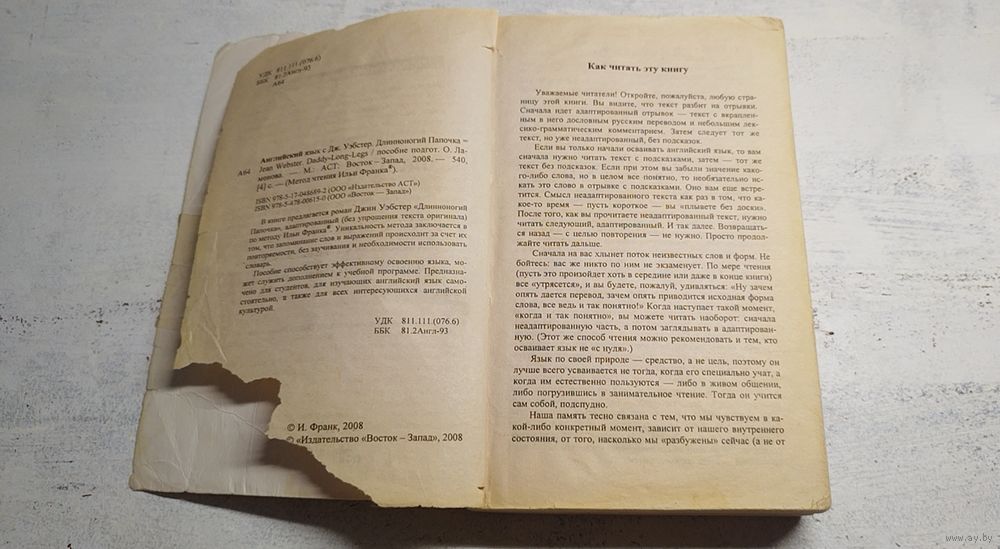 УДК 811.111(076.6)
ББК 81.2Англ-93
А64
Английский язык с Дж. Уэбстер. Длинноногий Папочка =
А64 Jean Webster. Daddy-Long-Legs / пособие подгот. О. Ла-
монова. — М.: АСТ: Восток – Запад, 2008. — 540,
[4] с. — (Метод чтения Ильи Франка®).
ISBN 978-5-17-048689-2 (ООО «Издательство АСТ»)
ISBN 978-5-478-00615-0 (ООО «Восток – Запад»)
В книге предлагается роман Джин Уэбстер «Длинноногий
Папочка», адаптированный (без упрощения текста оригинала)
по методу Ильи Франка®. Уникальность метода заключается в
том, что запоминание слов и выражений происходит за счет их
повторяемости, без заучивания и необходимости использовать
словарь.
Пособие способствует эффективному освоению языка, мо-
жет служить дополнением к учебной программе. Предназна-
чено для студентов, для изучающих английский язык само-
стоятельно, а также для всех интересующихся английской
культурой.
УДК 811.111.(076.6)
ББК 81.2Англ-93
© И. Франк, 2008
© «Издательство «Восток – Запад», 2008
Как читать эту книгу
Уважаемые читатели! Откройте, пожалуйста, любую стра-
ницу этой книги. Вы видите, что текст разбит на отрывки.
Сначала идет адаптированный отрывок — текст с вкраплен-
ным в него дословным русским переводом и небольшим лек-
сико-грамматическим комментарием. Затем следует тот же
текст, но уже неадаптированный, без подсказок.
Если вы только начали осваивать английский язык, то вам
сначала нужно читать текст с подсказками, затем — тот же
текст без подсказок. Если при этом вы забыли значение како-
го-либо слова, но в целом все понятно, то необязательно ис-
кать это слово в отрывке с подсказками. Оно вам еще встре-
тится. Смысл неадаптированного текста как раз в том, что ка-
кое-то время — пусть короткое — вы «плывете без доски».
После того, как вы прочитаете неадаптированный текст, нужно
читать следующий, адаптированный. И так далее. Возвращать-
ся назад — с целью повторения — не нужно. Просто продол-
жайте читать дальше.
Сначала на вас хлынет поток неизвестных слов и форм. Не
бойтесь: вас же никто по ним не экзаменует. По мере чтения
(пусть это произойдет хоть в середине или даже в конце книги)
все «утрясется», и вы будете, пожалуй, удивляться: «Ну зачем
опять дается перевод, зачем опять приводится исходная форма
слова, все ведь и так понятно!» Когда наступает такой момент,
«когда и так понятно», вы можете читать наоборот: сначала
неадаптированную часть, а потом заглядывать в адаптирован-
ную. (Этот же способ чтения можно рекомендовать и тем, кто
осваивает язык не «с нуля».)
Язык по своей природе — средство, а не цель, поэтому он
лучше всего усваивается не тогда, когда его специально учат, а
когда им естественно пользуются — либо в живом общении,
либо погрузившись в занимательное чтение. Тогда он учится
сам собой, подспудно.
Наша память тесно связана с тем, что мы чувствуем в ка-
кой-либо конкретный момент, зависит от нашего внутреннего
состояния, от того, насколько мы «разбужены» сейчас (а не от
www.ay.by